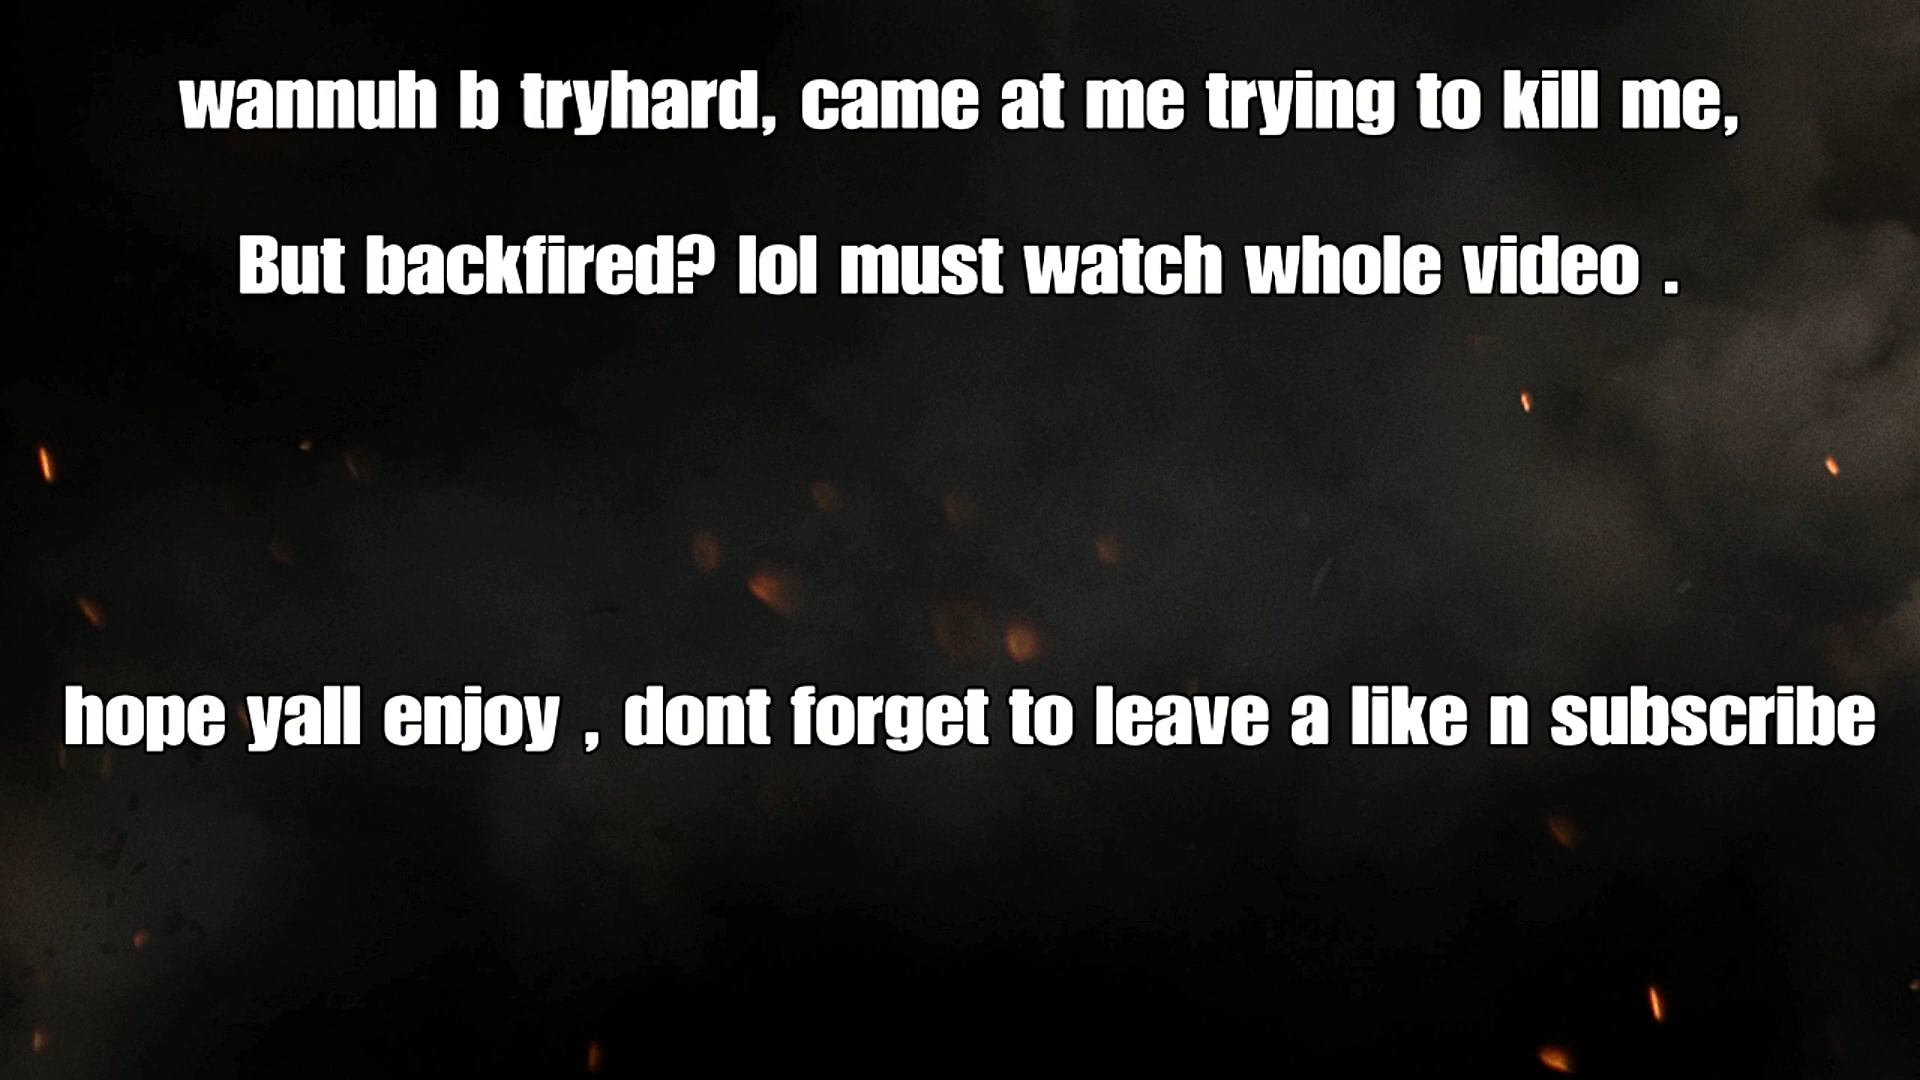 wannuh b tryhard, came at me trying to kill me,
But backfired? lol must watch whole video .
hope yall enjoy , dont forget to leave a like n subscribe